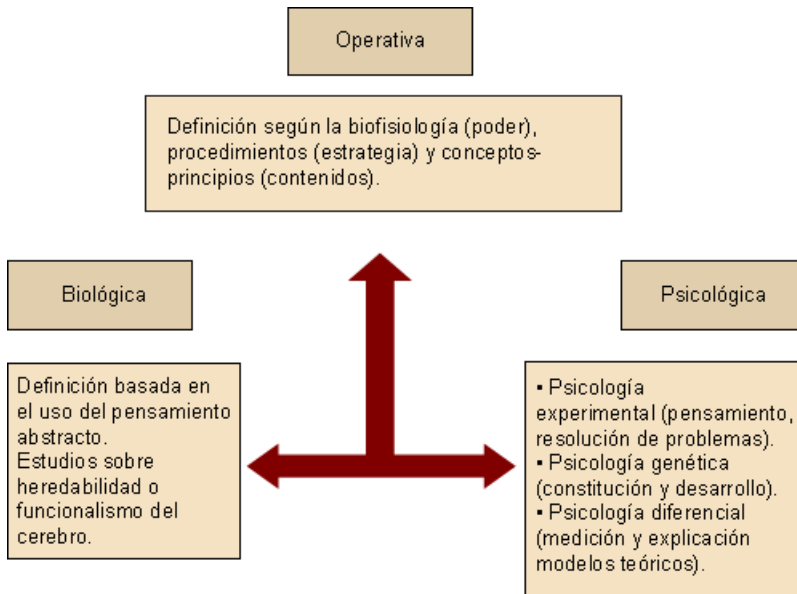 Operativa
Definición según la biofisiología (poder),
procedimientos (estrategia) y conceptos-
principios (contenidos).
Biológica
Definición basada en
el uso del pensamiento
abstracto.
Estudios sobre
heredabilidad o
funcionalismo del
cerebro.
Psicológica
▪ Psicología
experimental (pensamiento,
resolución de problemas).
▪ Psicología genética
(constitución y desarrollo).
▪ Psicología diferencial
(medición y explicación
modelos teóricos).